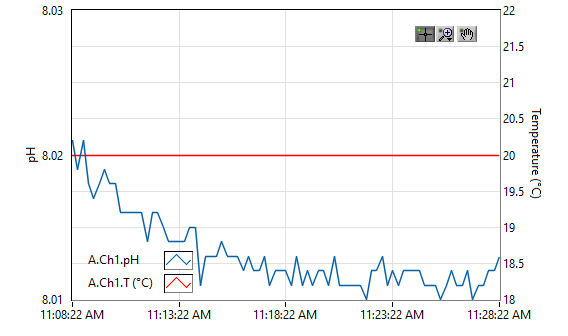 8.03
8.02
8.01
pH
22
21.5
21
20.5
20
19.5
19
18.5
18
Temperature (°C)
A.Ch1.pH
A.Ch1.T (°C)
11:08:22 AM 11:13:22 AM 11:18:22 AM 11:23:22 AM 11:28:22 AM